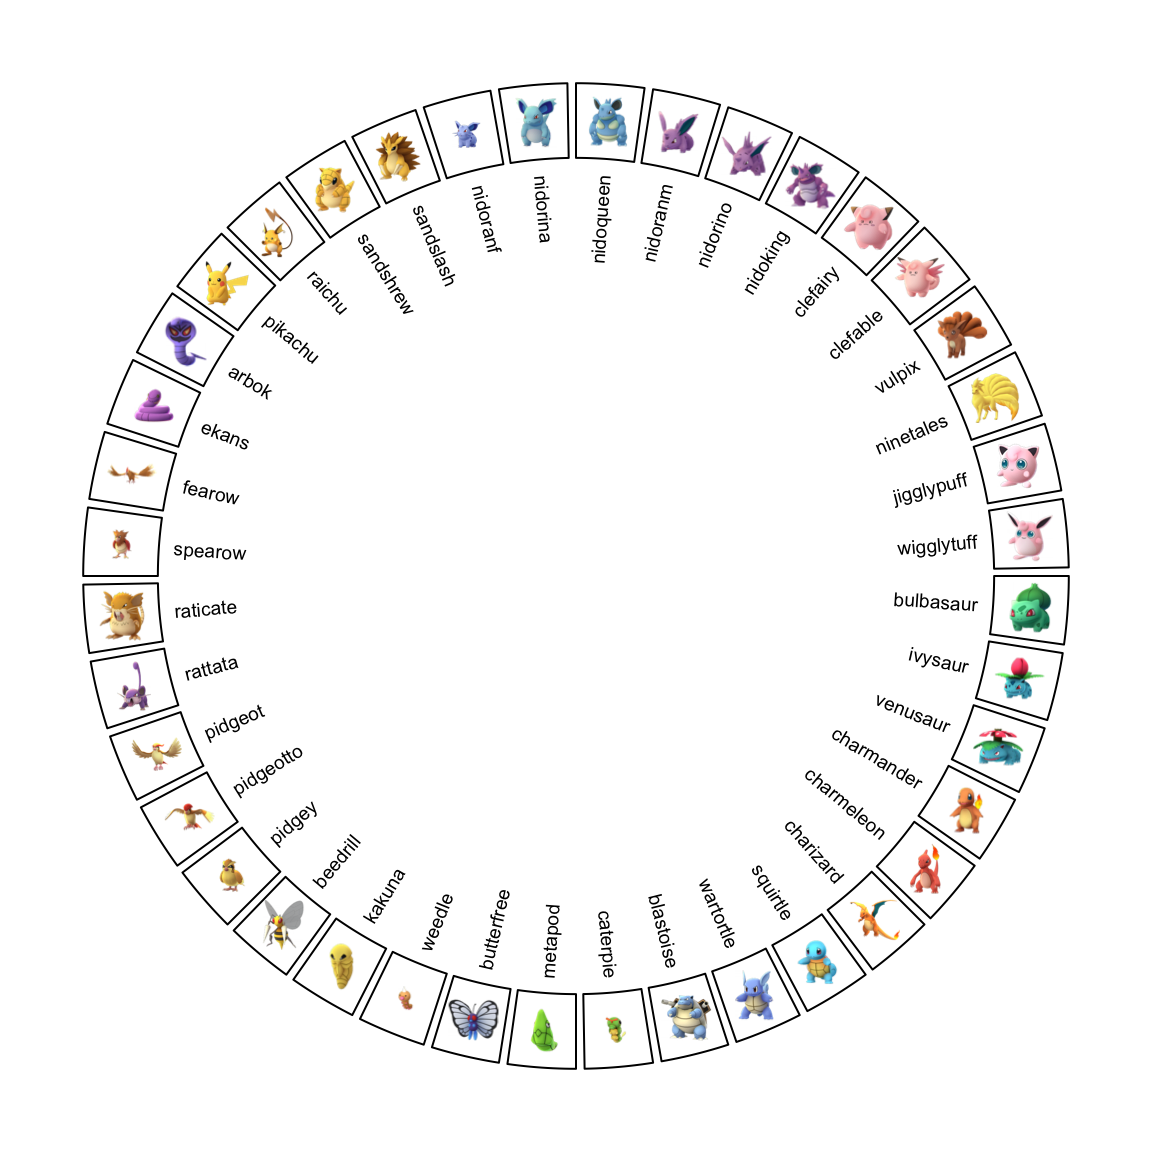 bulbasaur
ivysaur
venusaur
charmander
charmeleon
charizard
squirtle
wartortle
blastoise
caterpie
metapod
butterfree
weedle
kakuna
beedrill
pidgey
pidgeotto
pidgeot
rattata
raticate
spearow
fearow
ekans
arbok
pikachu
raichu
sandshrew
sandslash
nidoranf
nidorina
nidoqueen
nidoranm
nidorino
nidoking
clefairy
clefable
vulpix
ninetales
jigglypuff
wigglytuff